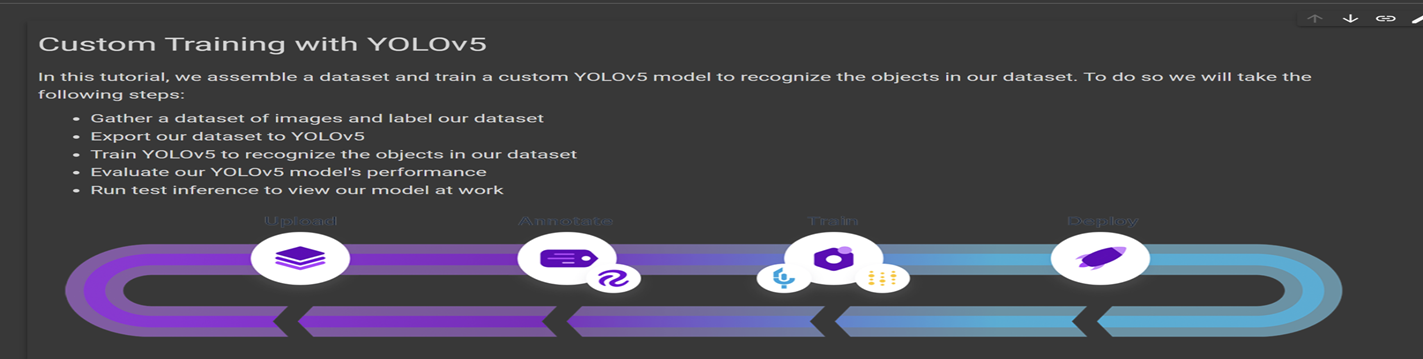 Custom Training with YOLOv5
In this tutorial, we assemble a dataset and train a custom YOLOv5 model to recognize the objects in our dataset. To do so we will take the
following steps:
• Gather a dataset of images and label our dataset
• Export our dataset to YOLOv5
• Train YOLOv5 to recognize the objects in our dataset
• Evaluate our YOLOv5 model's performance
• Run test inference to view our model at work
Upload Annotate Train Deploy